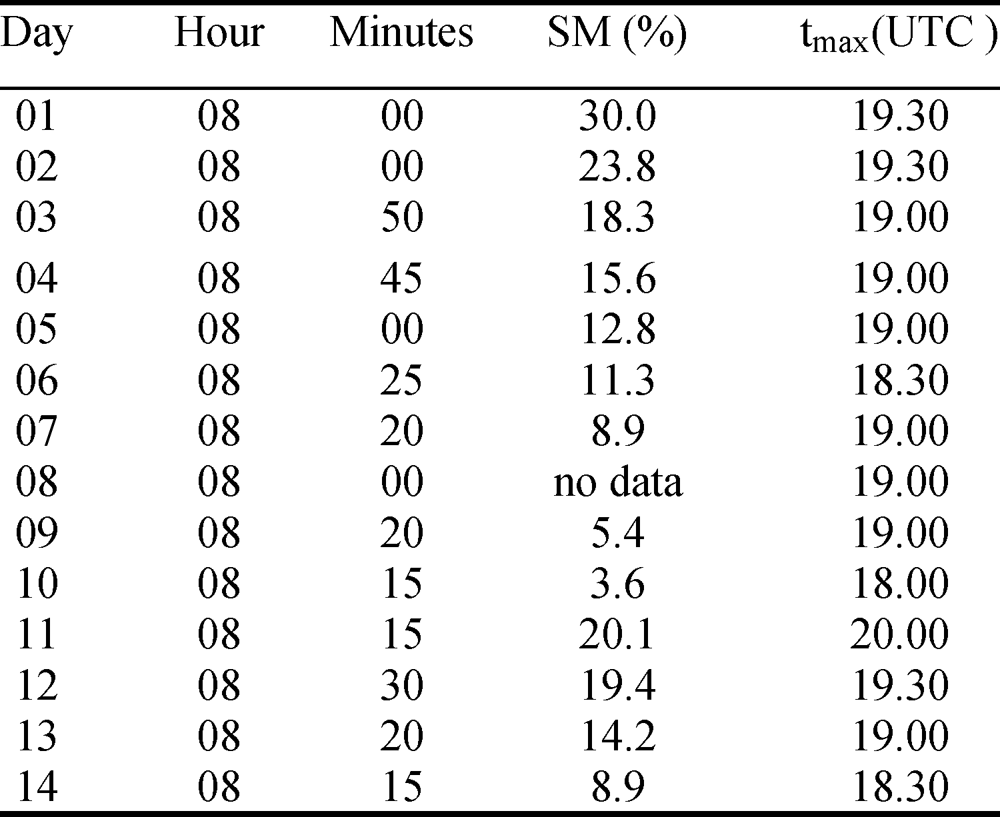 Day Hour Minutes SM (%) tmax(UTC )
01 08 00 30.0 19.30
02 08 00 23.8 19.30
03 08 50 18.3 19.00
04 08 45 15.6 19.00
05 08 00 12.8 19.00
06 08 25 11.3 18.30
07 08 20 8.9 19.00
08 08 00 no data 19.00
09 08 20 5.4 19.00
10 08 15 3.6 18.00
11 08 15 20.1 20.00
12 08 30 19.4 19.30
13 08 20 14.2 19.00
14 08 15 8.9 18.30